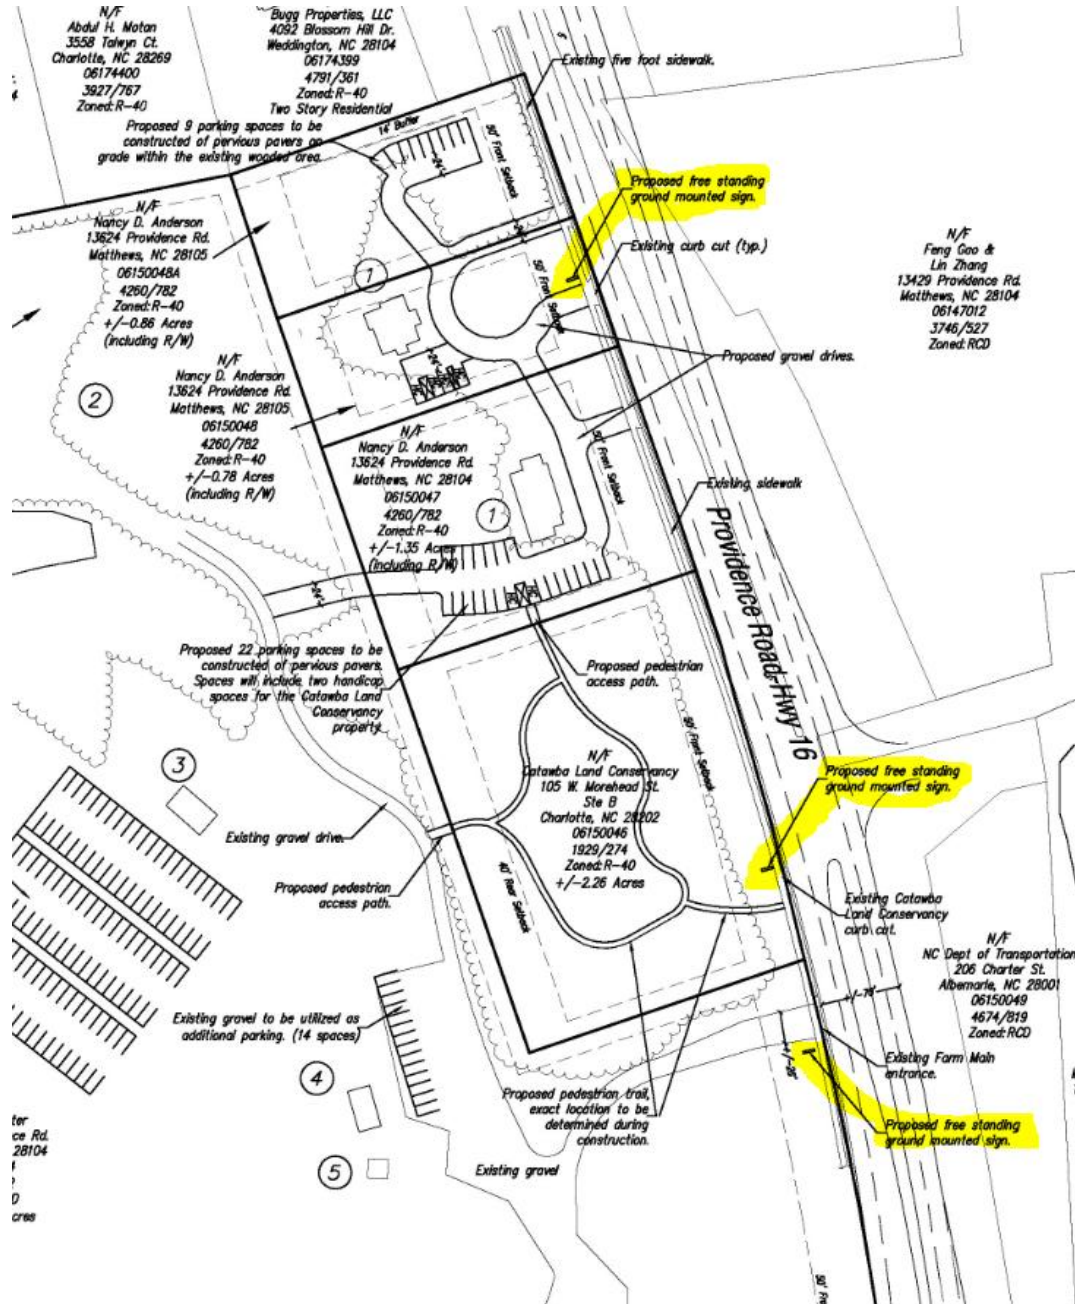 N/F
Abdul H. Motan
3558 Talwyn Ct.
Charlotte, NC 28269
06174400
3927/767
Zoned: R-40
Bugg Properties, LLC
4092 Blossom Hill Dr.
Weddington, NC 28104
06174399
4791/361
Zoned: R-40
Two Story Residential
Existing five foot sidewalk.
5'
Proposed 9 parking spaces to be
constructed of pervious pavers on
grade within the existing wooded area.
14' Buffer
24'
50' Front Setback
Proposed free standing
ground mounted sign.
N/F
Nancy D. Anderson
13624 Providence Rd.
Matthews, NC 28105
06150048A
4260/782
Zoned: R-40
+/-0.86 Acres
(including R/W)
24'
Existing curb cut (typ.)
1
50' Front Setback
N/F
Feng Gao &
Lin Zhang
13429 Providence Rd.
Matthews, NC 28104
06147012
3746/527
Zoned: RCD
Proposed gravel drives.
24'
HC
HC
2
N/F
Nancy D. Anderson
13624 Providence Rd.
Matthews, NC 28105
06150048
4260/782
Zoned: R-40
+/-0.78 Acres
(including R/W)
N/F
Nancy D. Anderson
13624 Providence Rd.
Matthews, NC 28104
06150047
4260/782
Zoned: R-40
+/-1.35 Acres
(including R/W)
50' Front Setback
1
Existing sidewalk
Providence Road-Hwy 16
24'
HC
HC
Proposed 22 parking spaces to be
constructed of pervious pavers.
Spaces will include two handicap
spaces for the Catawba Land
Conservancy
property.
Proposed pedestrian
access path.
50' Front Setback
3
N/F
Catawba Land Conservancy
105 W. Morehead St.
Ste B
Charlotte, NC 28202
06150046
1929/274
Zoned: R-40
+/-2.26 Acres
Proposed free standing
ground mounted sign.
Existing gravel drive.
40' Rear Setback
Proposed pedestrian
access path.
Existing Catawba
Land Conservancy
curb cut.
N/F
NC Dept of Transportation
206 Charter St.
Albemarle, NC 28001
06150049
4674/819
Zoned: RCD
Existing gravel to be utilized as
additional parking. (14 spaces)
Existing Farm Main
entrance.
4
Proposed pedestrian trail,
exact location to be
determined during
construction.
Proposed free standing
ground mounted sign.
5
Existing gravel
ce Rd.
28104
cres